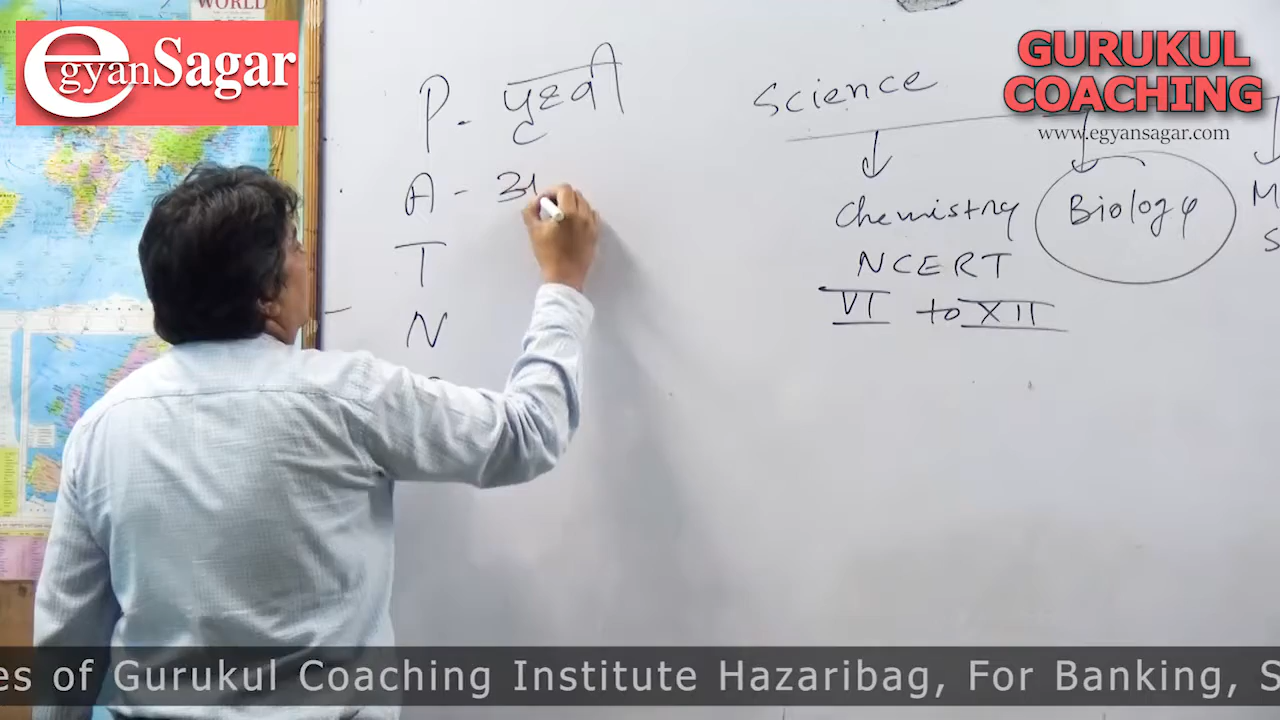 WORLD
egyanSagar
GURUKUL
COACHING
www.egyansagar.com
P - पृथ्वी
A - अ
T
N
Science
Chemistry
NCERT
VI to XII
Biology
M
S
es of Gurukul Coaching Institute Hazaribag, For Banking, S